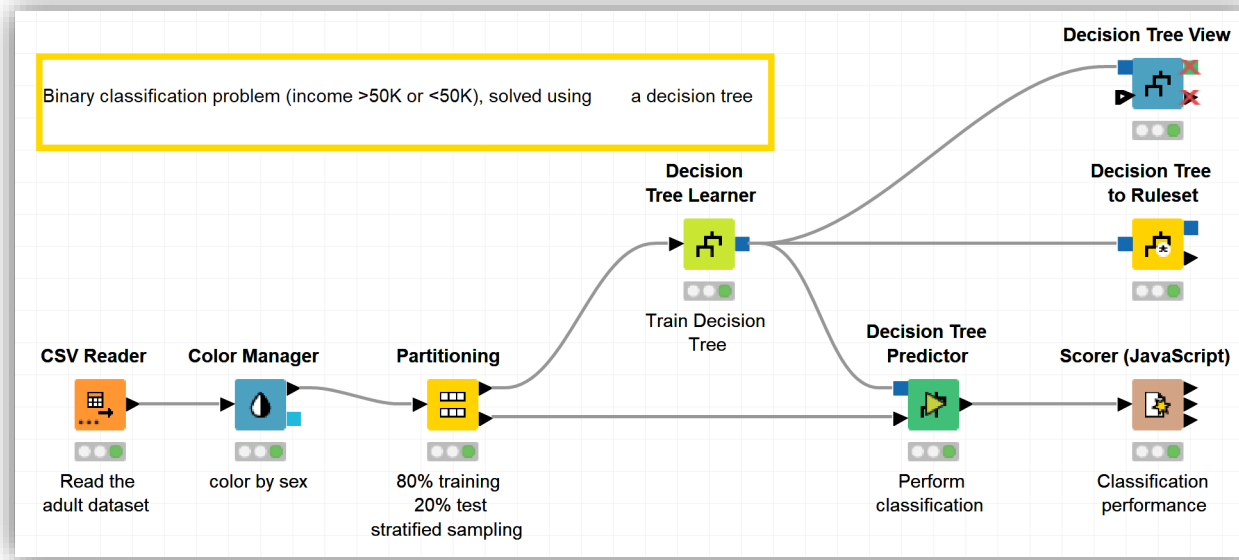 Decision Tree View
Binary classification problem (income >50K or <50K), solved using a decision tree
Decision
Tree Learner
Decision Tree
to Ruleset
Train Decision
Tree
Decision Tree
Predictor
CSV Reader
Color Manager
Partitioning
Scorer (JavaScript)
Read the
adult dataset
color by sex
80% training
20% test
stratified sampling
Perform
classification
Classification
performance